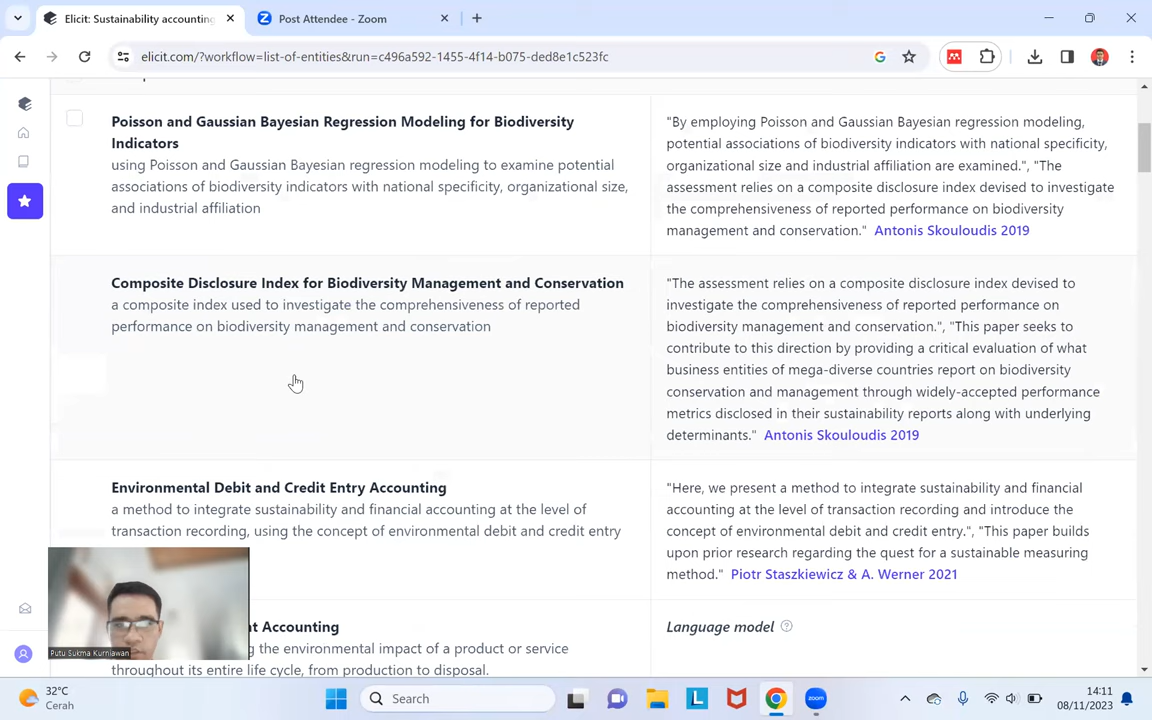 Elicit: Sustainability accounting
Post Attendee - Zoom
elicit.com/?workflow=list-of-entities&run=c496a592-1455-4f14-b075-ded8e1c523fc
Poisson and Gaussian Bayesian Regression Modeling for Biodiversity
Indicators
using Poisson and Gaussian Bayesian regression modeling to examine potential
associations of biodiversity indicators with national specificity, organizational size,
and industrial affiliation
"By employing Poisson and Gaussian Bayesian regression modeling,
potential associations of biodiversity indicators with national specificity,
organizational size and industrial affiliation are examined.", "The
assessment relies on a composite disclosure index devised to investigate
the comprehensiveness of reported performance on biodiversity
management and conservation." Antonis Skouloudis 2019
Composite Disclosure Index for Biodiversity Management and Conservation
a composite index used to investigate the comprehensiveness of reported
performance on biodiversity management and conservation
"The assessment relies on a composite disclosure index devised to
investigate the comprehensiveness of reported performance on
biodiversity management and conservation.", "This paper seeks to
contribute to this direction by providing a critical evaluation of what
business entities of mega-diverse countries report on biodiversity
conservation and management through widely-accepted performance
metrics disclosed in their sustainability reports along with underlying
determinants." Antonis Skouloudis 2019
Environmental Debit and Credit Entry Accounting
a method to integrate sustainability and financial accounting at the level of
transaction recording, using the concept of environmental debit and credit entry
"Here, we present a method to integrate sustainability and financial
accounting at the level of transaction recording and introduce the
concept of environmental debit and credit entry.", "This paper builds
upon prior research regarding the quest for a sustainable measuring
method." Piotr Staszkiewicz & A. Werner 2021
nt Accounting
g the environmental impact of a product or service
throughout its entire life cycle, from production to disposal.
Language model
Putu Sukma Kurniawan
32°C
Cerah
Search
zoom
14:11
08/11/2023